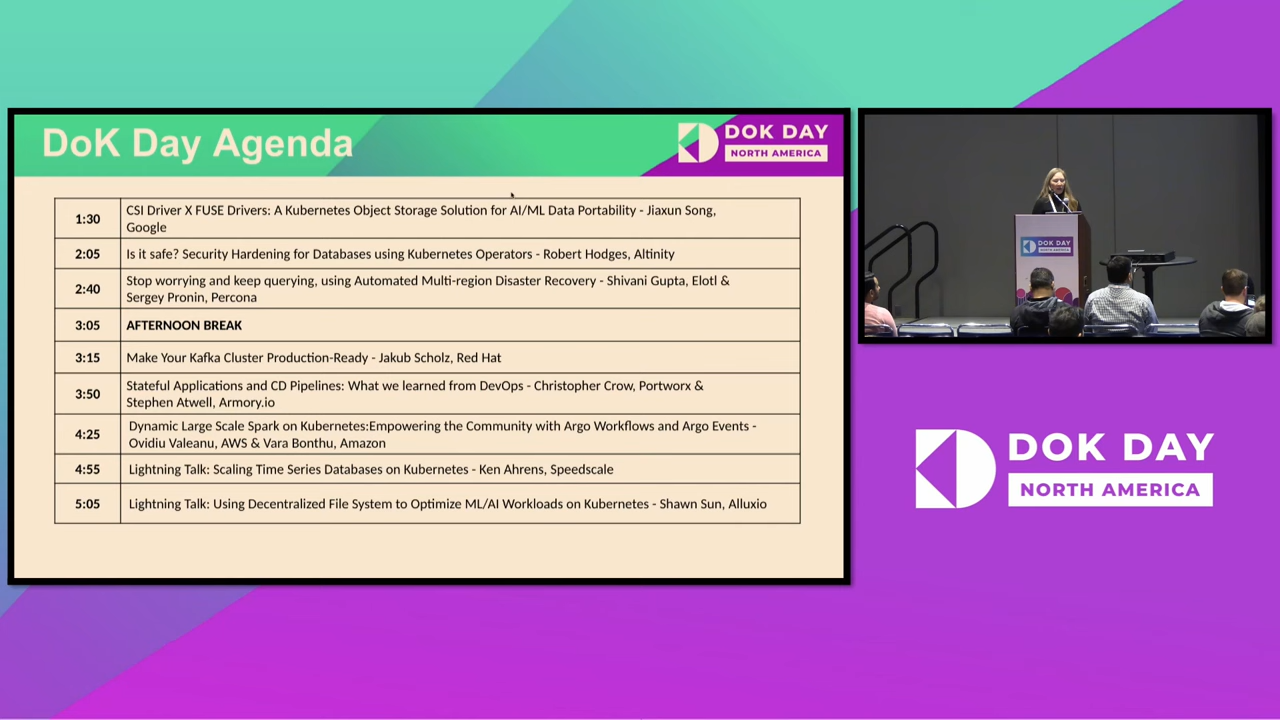 DoK Day Agenda
DOK DAY
NORTH AMERICA
1:30
CSI Driver X FUSE Drivers: A Kubernetes Object Storage Solution for AI/ML Data Portability - Jiaxun Song,
Google
2:05
Is it safe? Security Hardening for Databases using Kubernetes Operators - Robert Hodges, Altinity
2:40
Stop worrying and keep querying, using Automated Multi-region Disaster Recovery - Shivani Gupta, Elotl &
Sergey Pronin, Percona
3:05
AFTERNOON BREAK
3:15
Make Your Kafka Cluster Production-Ready - Jakub Scholz, Red Hat
3:50
Stateful Applications and CD Pipelines: What we learned from DevOps - Christopher Crow, Portworx &
Stephen Atwell, Armory.io
4:25
Dynamic Large Scale Spark on Kubernetes:Empowering the Community with Argo Workflows and Argo Events -
Ovidiu Valeanu, AWS & Vara Bonthu, Amazon
4:55
Lightning Talk: Scaling Time Series Databases on Kubernetes - Ken Ahrens, Speedscale
5:05
Lightning Talk: Using Decentralized File System to Optimize ML/AI Workloads on Kubernetes - Shawn Sun, Alluxio
DOK DAY
NORTH AMERICA
DOK DAY
NORTH AMERICA